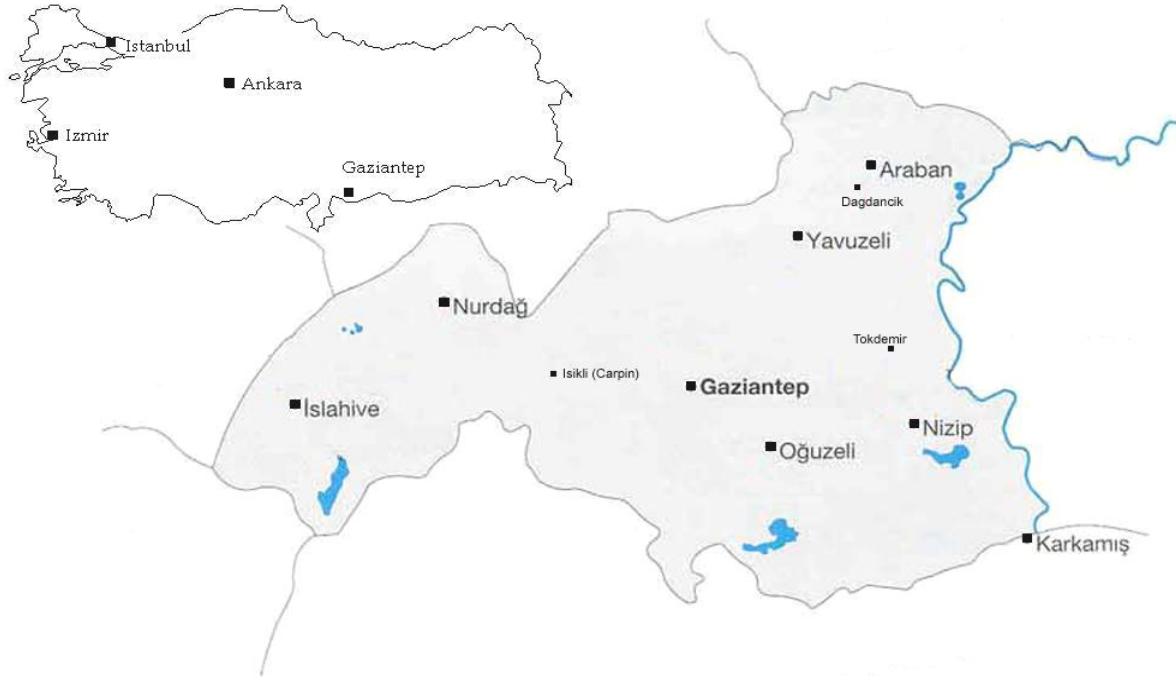 Istanbul
Ankara
Izmir
Gaziantep
Araban
Dagdancik
Yavuzeli
Nurdağ
Tokdemir
Isikli (Carpin)
Gaziantep
İslahive
Nizip
Oğuzeli
Karkamış